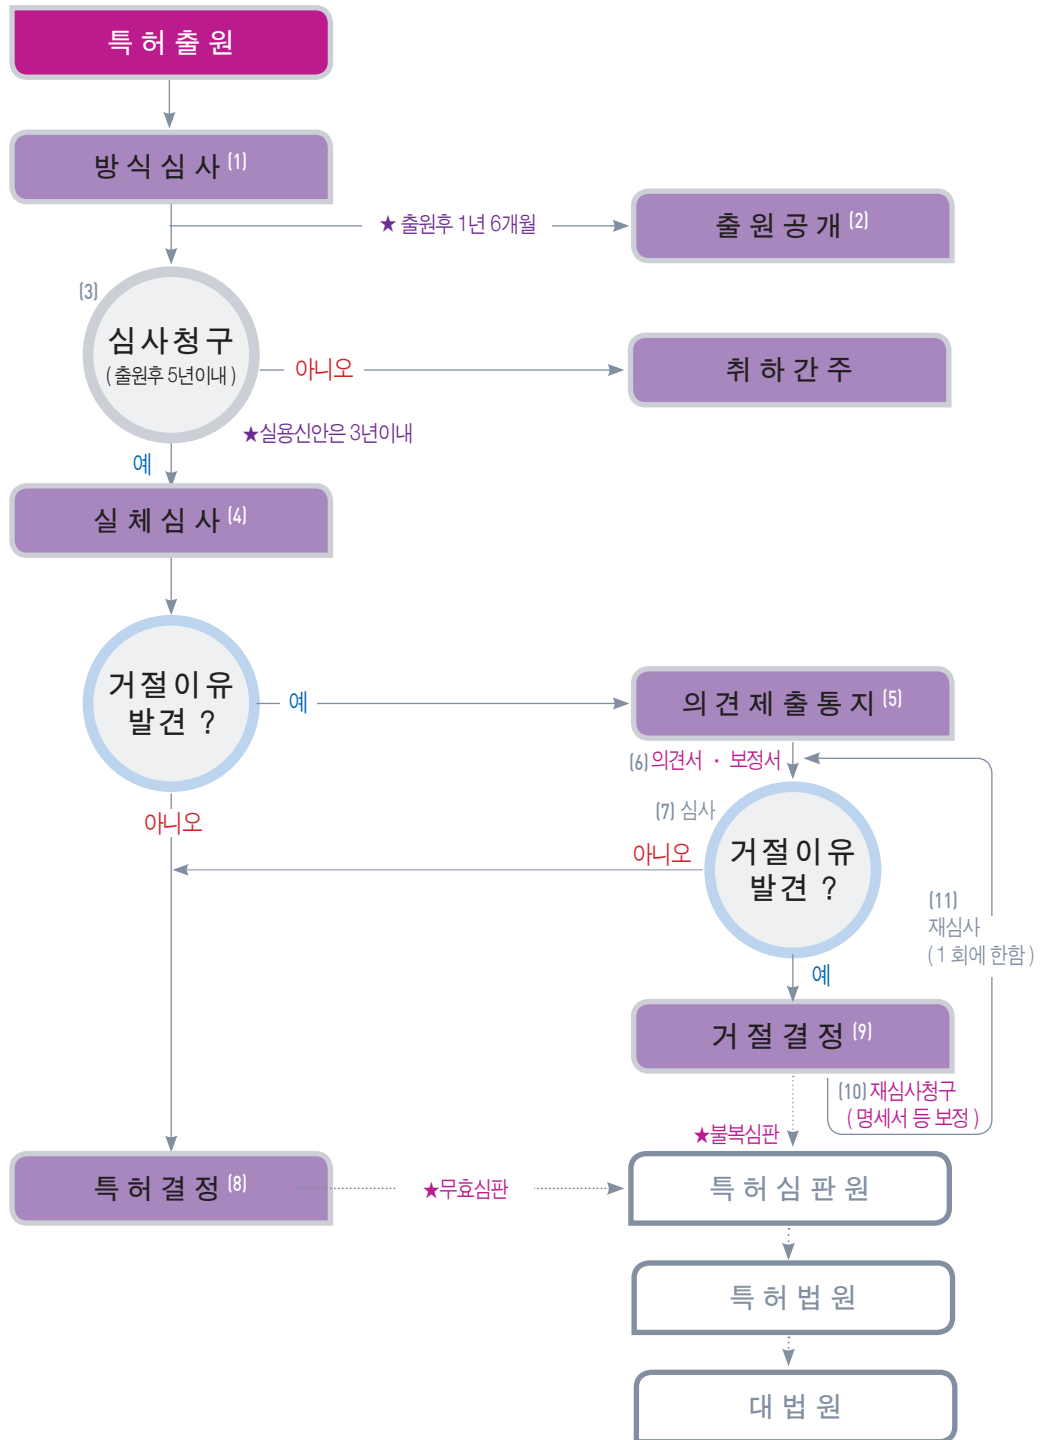 특허출원
방식심사 (1)
★ 출원후 1년 6개월
출원공개 (2)
(3)
심사청구
( 출원후 5년이내 )
아니오
취하간주
★실용신안은 3년이내
예
실체심사 (4)
거절이유
발견 ?
예
의견제출통지 (5)
(6) 의견서 · 보정서
(7) 심사
아니오
아니오
거절이유
발견 ?
(11)
재심사
( 1 회에 한함 )
예
거절결정 (9)
(10) 재심사청구
( 명세서 등 보정 )
★불복심판
특허결정 (8)
★무효심판
특허심판원
특허법원
대법원